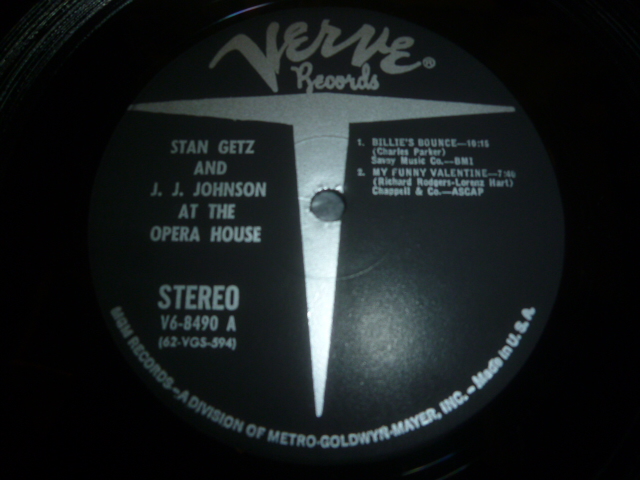 Verve®
Records
STAN GETZ
AND
J. J. JOHNSON
AT THE
OPERA HOUSE
1. BILLIE'S BOUNCE—10:15
(Charles Parker)
Savoy Music Co.—BMI
2. MY FUNNY VALENTINE—7:46
(Richard Rodgers-Lorenz Hart)
Chappell & Co.—ASCAP
STEREO
V6-8490 A
(62-VGS-594)
MGM RECORDS—A DIVISION OF METRO-GOLDWYN-MAYER, INC.—Made in U.S.A.